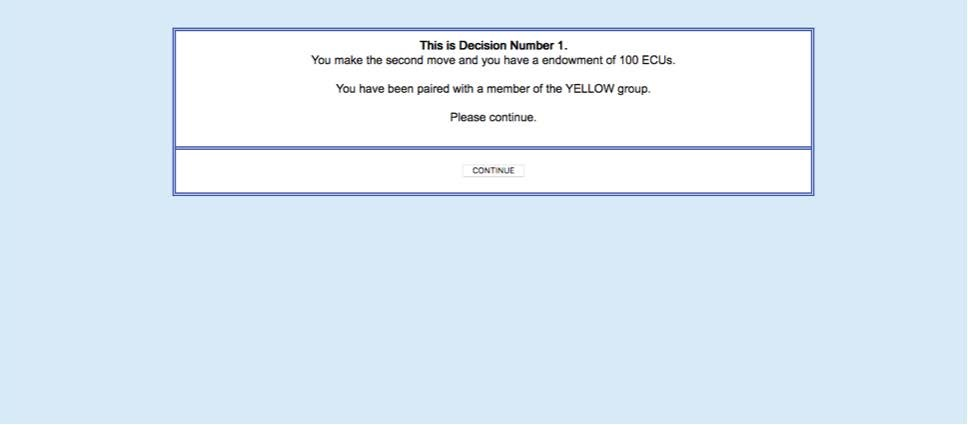 This is Decision Number 1.
You make the second move and you have a endowment of 100 ECUs.
You have been paired with a member of the YELLOW group.
Please continue.
CONTINUE